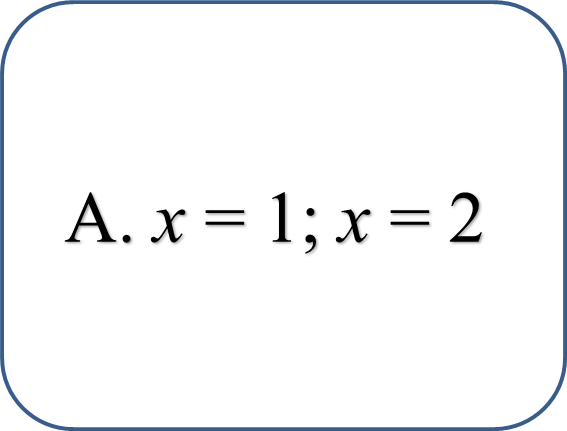 A. x = 1; x = 2